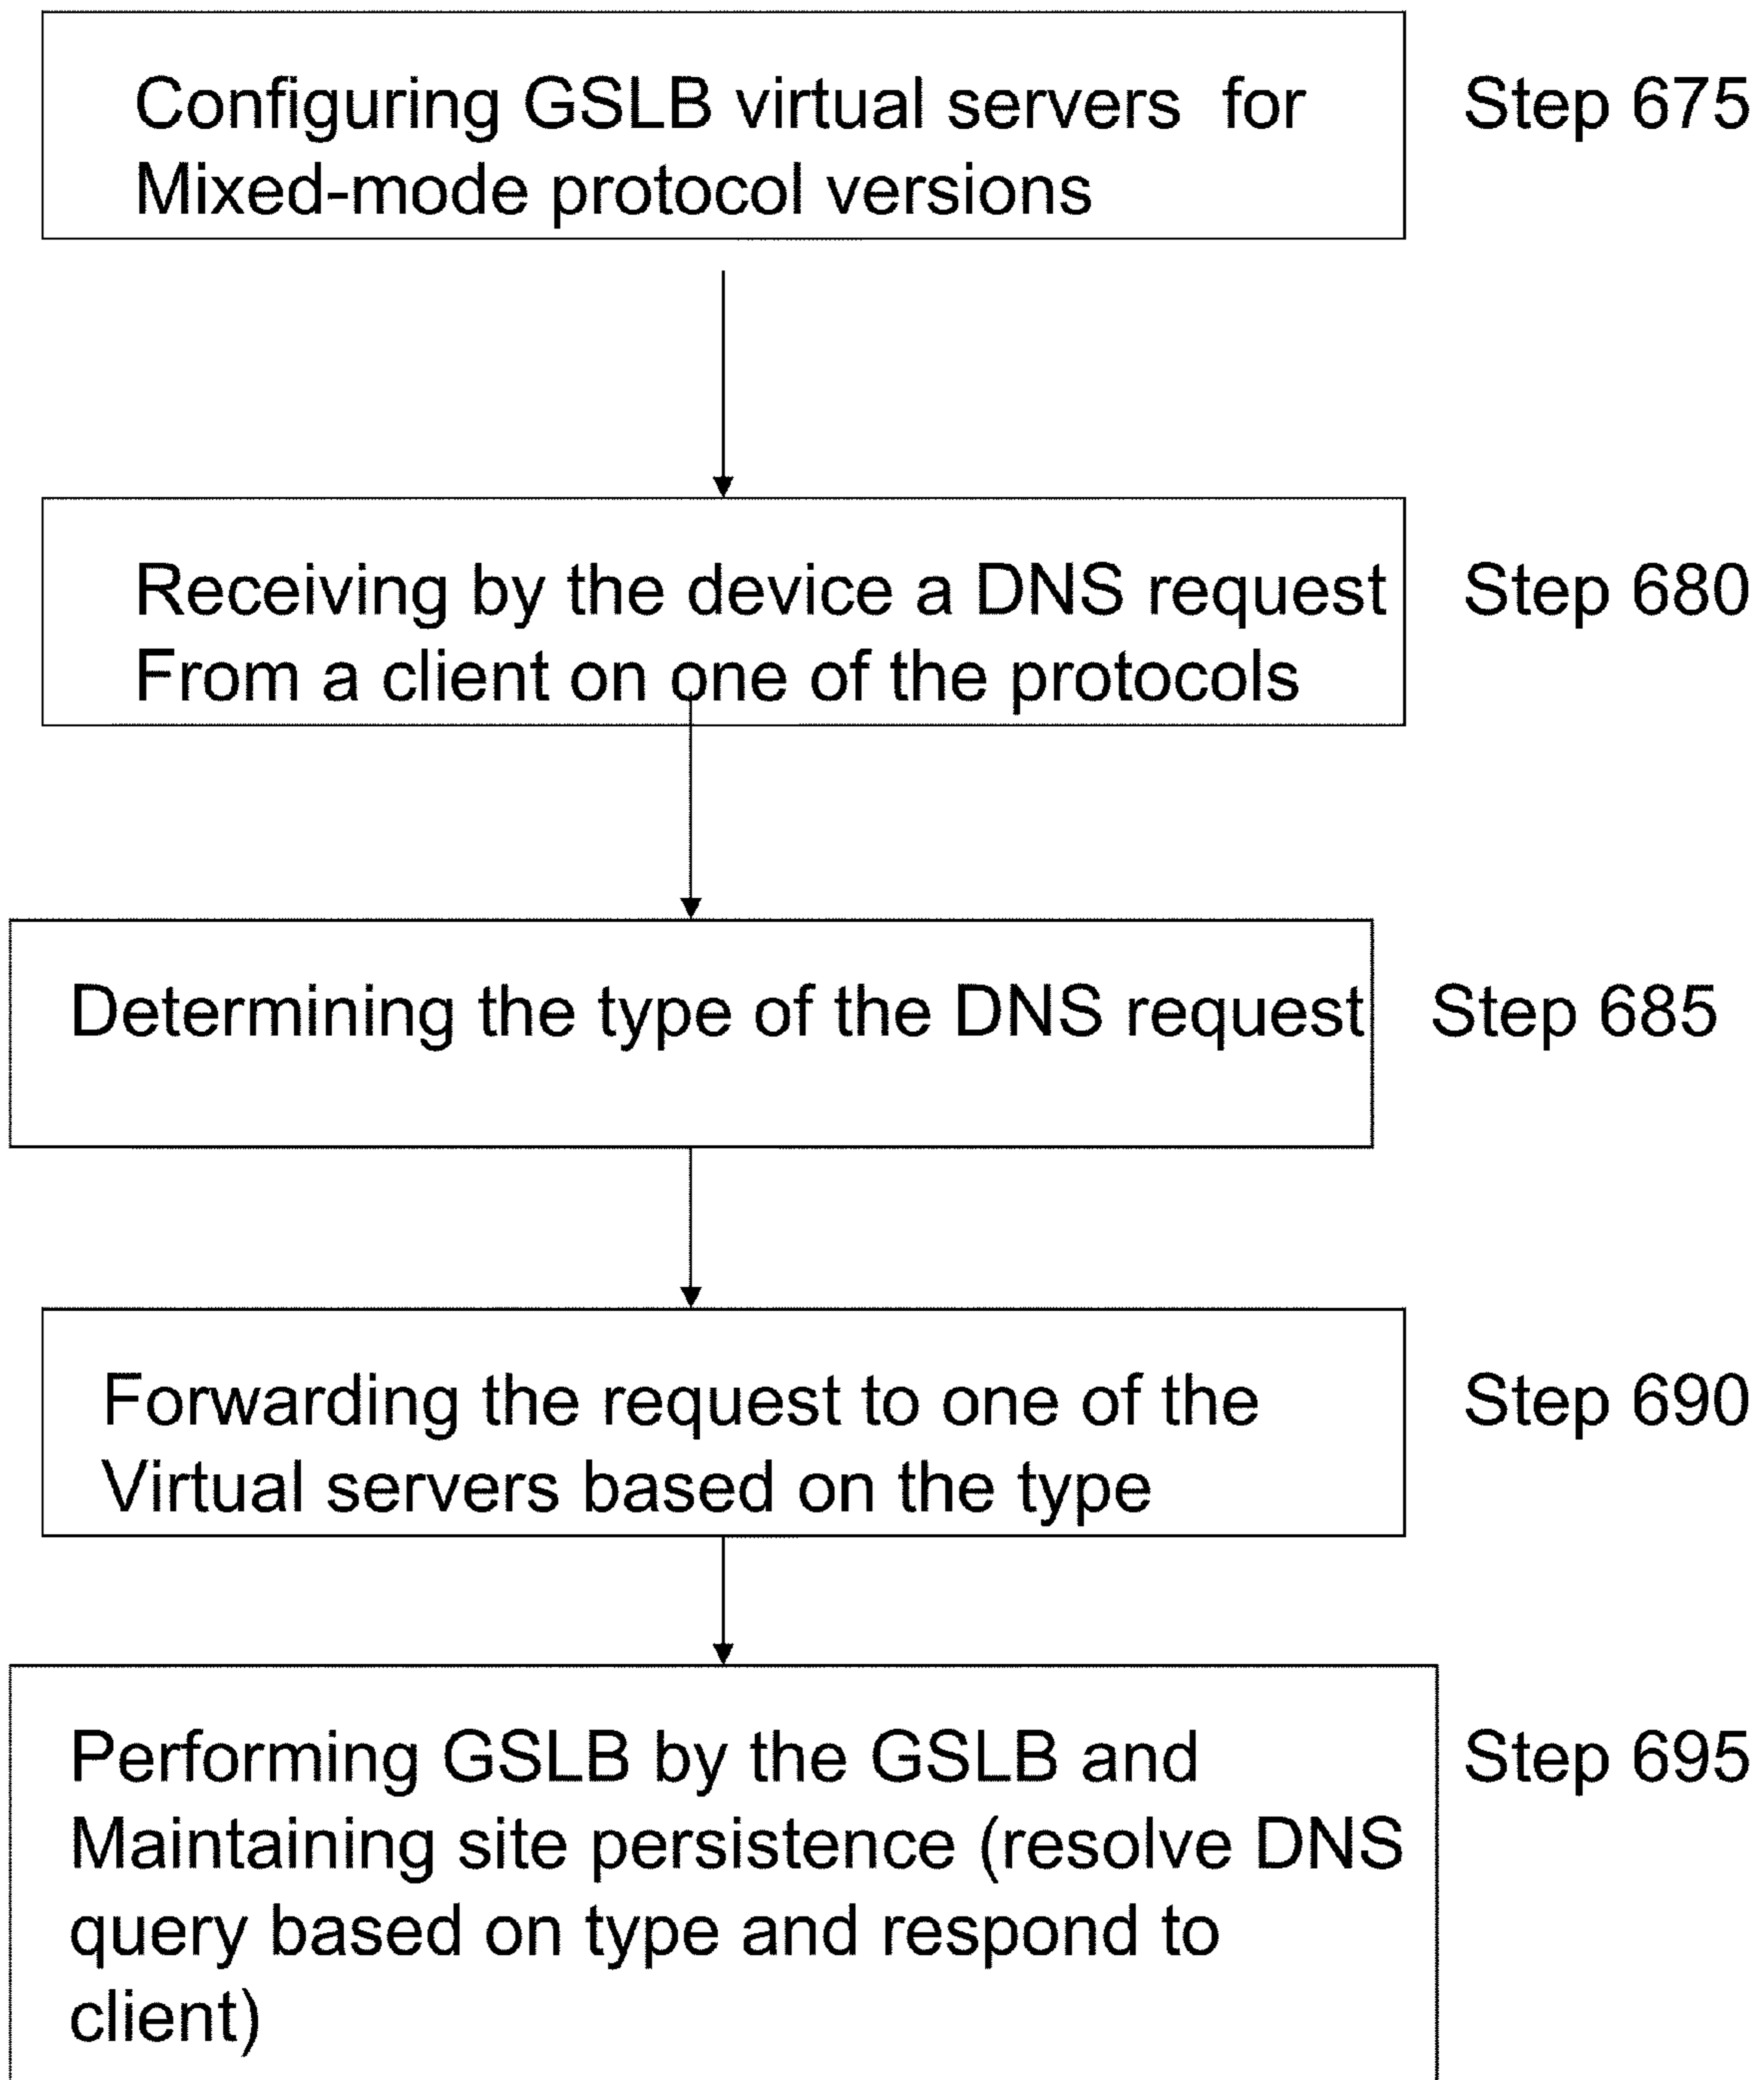 Configuring GSLB virtual servers for Step 675
Mixed-mode protocol versions
Receiving by the device a DNS request Step 680
From a client on one of the protocols
Determining the type of the DNS request Step 685
Forwarding the request to one of the Step 690
Virtual servers based on the type
Performing GSLB by the GSLB and Step 695
Maintaining site persistence (resolve DNS
query based on type and respond to
client)